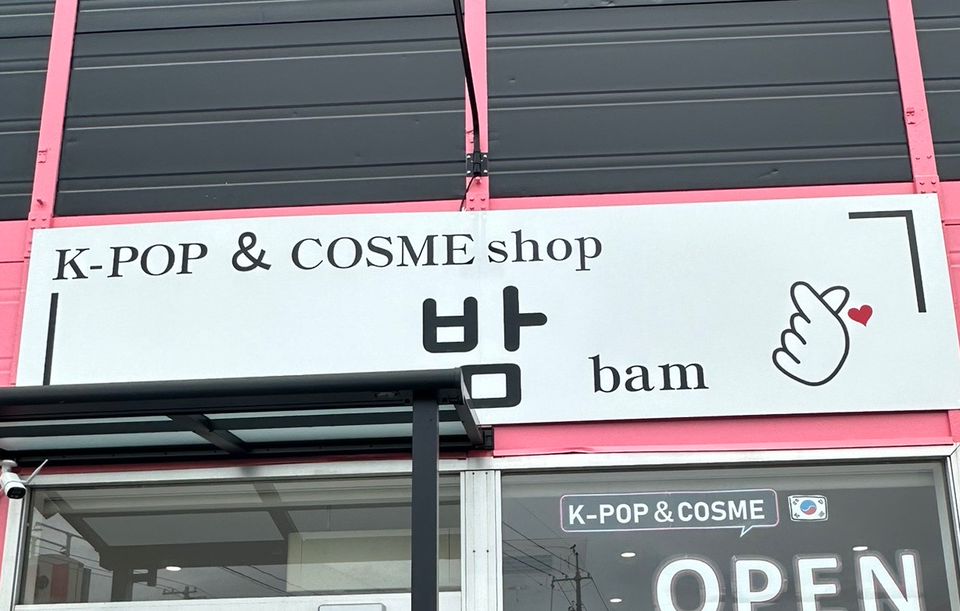 K-POP & COSME shop
밤
bam
K-POP & COSME
OPEN